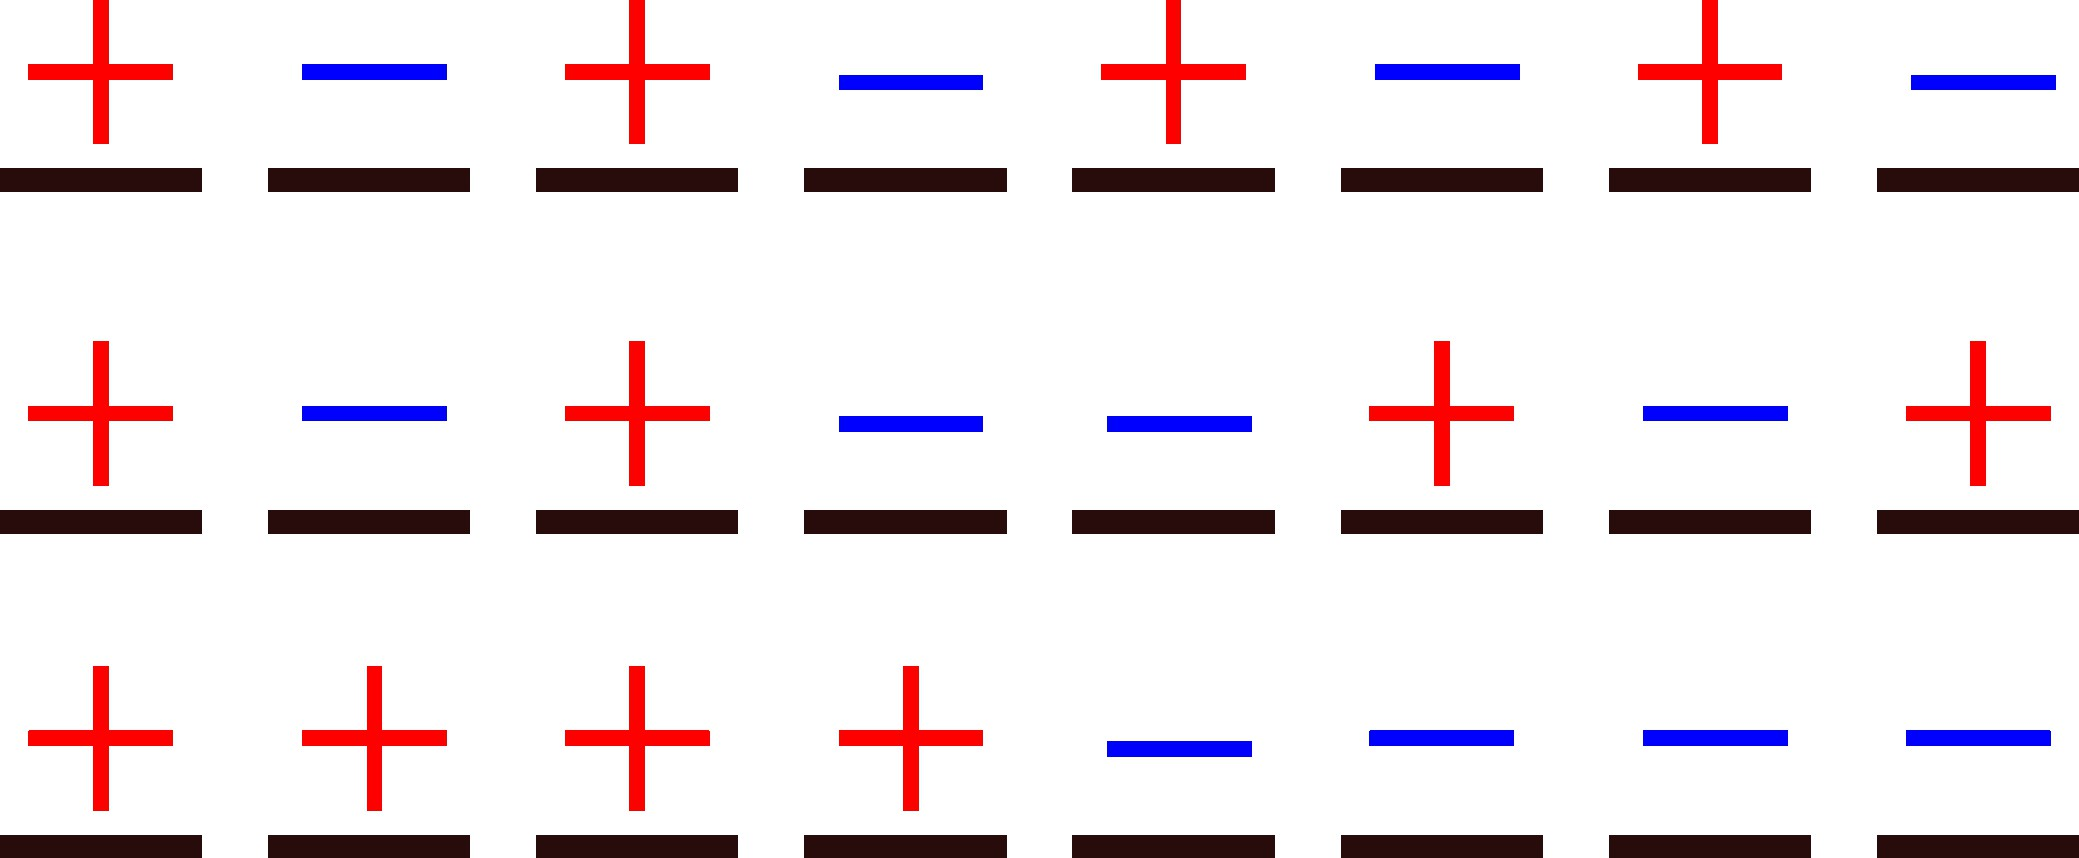 + − + − + − + −
+ − + − − + − +
+ + + + − − − −